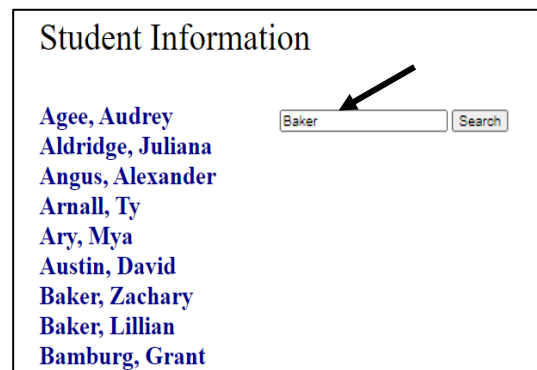 Student Information
Agee, Audrey
Baker Search
Aldridge, Juliana
Angus, Alexander
Arnall, Ty
Ary, Mya
Austin, David
Baker, Zachary
Baker, Lillian
Bamburg, Grant